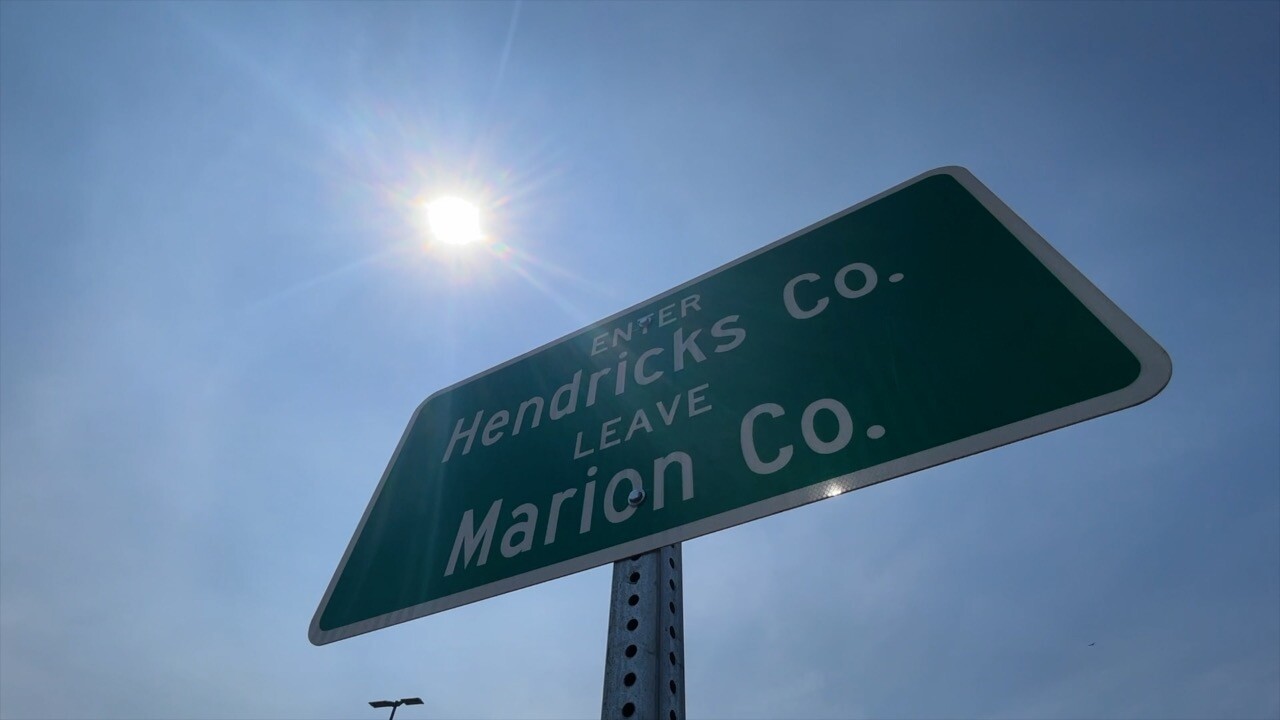 ENTER
Hendricks Co.
LEAVE
Marion Co.